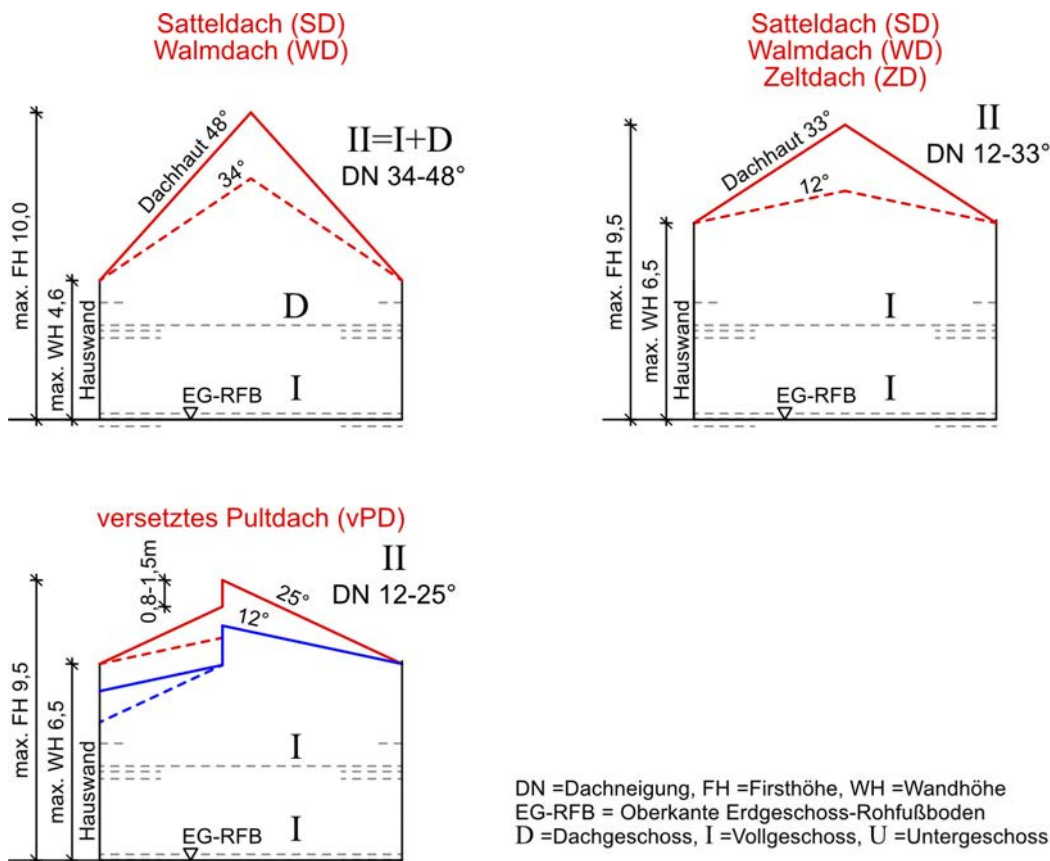 Satteldach (SD)
Walmdach (WD)
II=I+D
DN 34-48°
Dachhaut 48°
34°
max. FH 10,0
max. WH 4,6
Hauswand
D
EG-RFB
I
Satteldach (SD)
Walmdach (WD)
Zeltdach (ZD)
II
DN 12-33°
Dachhaut 33°
12°
max. FH 9,5
max. WH 6,5
Hauswand
I
EG-RFB
I
versetztes Pultdach (vPD)
II
DN 12-25°
0,8-1,5m
25°
12°
max. FH 9,5
max. WH 6,5
Hauswand
I
EG-RFB
I
DN =Dachneigung, FH =Firsthöhe, WH =Wandhöhe
EG-RFB = Oberkante Erdgeschoss-Rohfußboden
D =Dachgeschoss, I =Vollgeschoss, U =Untergeschoss